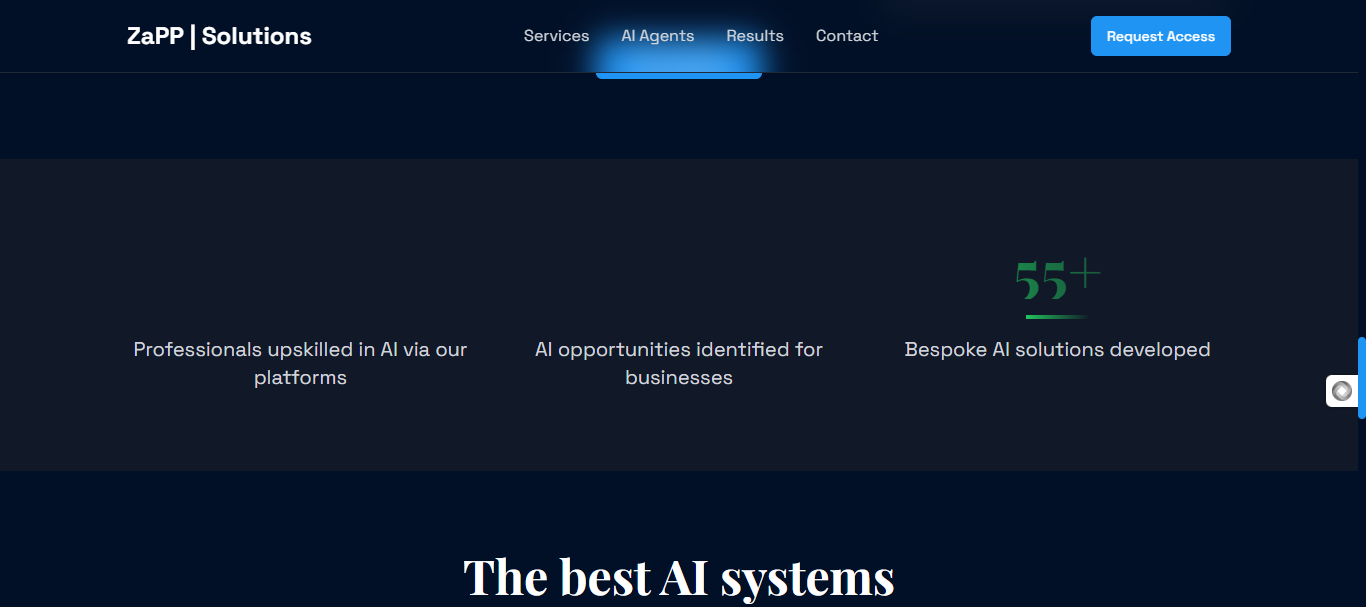 ZaPP | Solutions
Services
AI Agents
Results
Contact
Request Access
55+
Professionals upskilled in AI via our
platforms
AI opportunities identified for
businesses
Bespoke AI solutions developed
The best AI systems